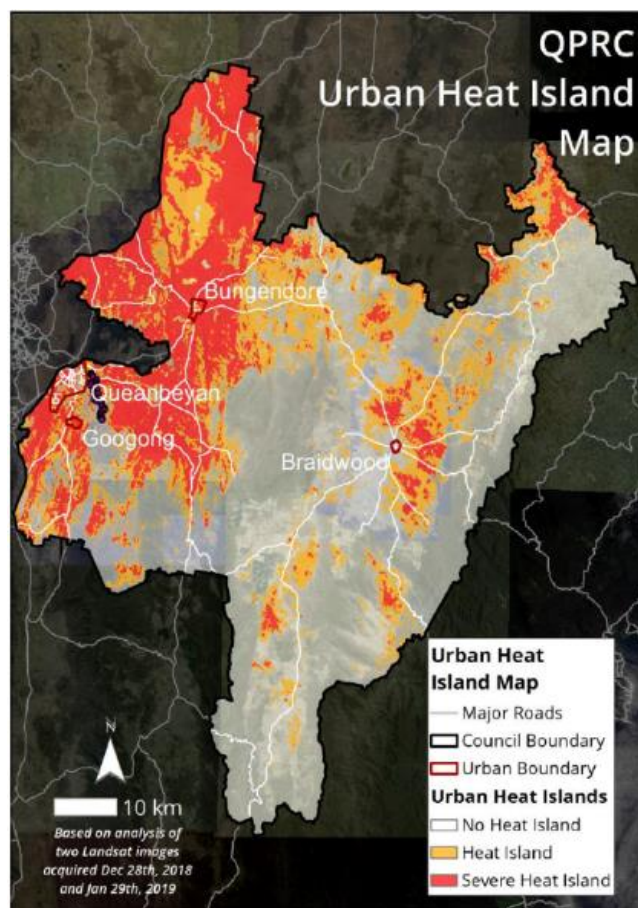 QPRC
Urban Heat Island
Map
Bungendore
Queanbeyan
Googong
Braidwood
N
10 km
Based on analysis of
two Landsat images
acquired Dec 28th, 2018
and Jan 29th, 2019
Urban Heat
Island Map
Major Roads
Council Boundary
Urban Boundary
Urban Heat Islands
No Heat Island
Heat Island
Severe Heat Island